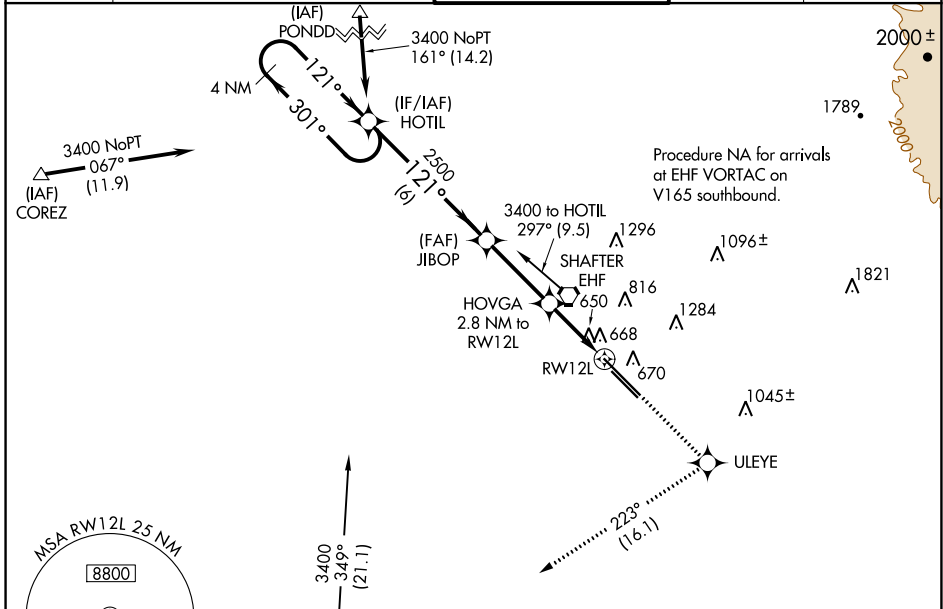 (IAF)
PONDD
3400 NoPT
161° (14.2)
2000 ±
4 NM
121°
301°
(IF/IAF)
HOTIL
1789
2000
3400 NoPT
067°
(11.9)
(IAF)
COREZ
Procedure NA for arrivals
at EHF VORTAC on
V165 southbound.
2500
121°
(6)
3400 to HOTIL
297° (9.5)
(FAF)
JIBOP
SHAFTER
EHF
1296
1096 ±
1821
HOVGA
2.8 NM to
RW12L
650
816
1284
668
RW12L
670
1045 ±
ULEYE
223°
(16.1)
3400
349°
(21.1)
MSA RW12L 25 NM
8800